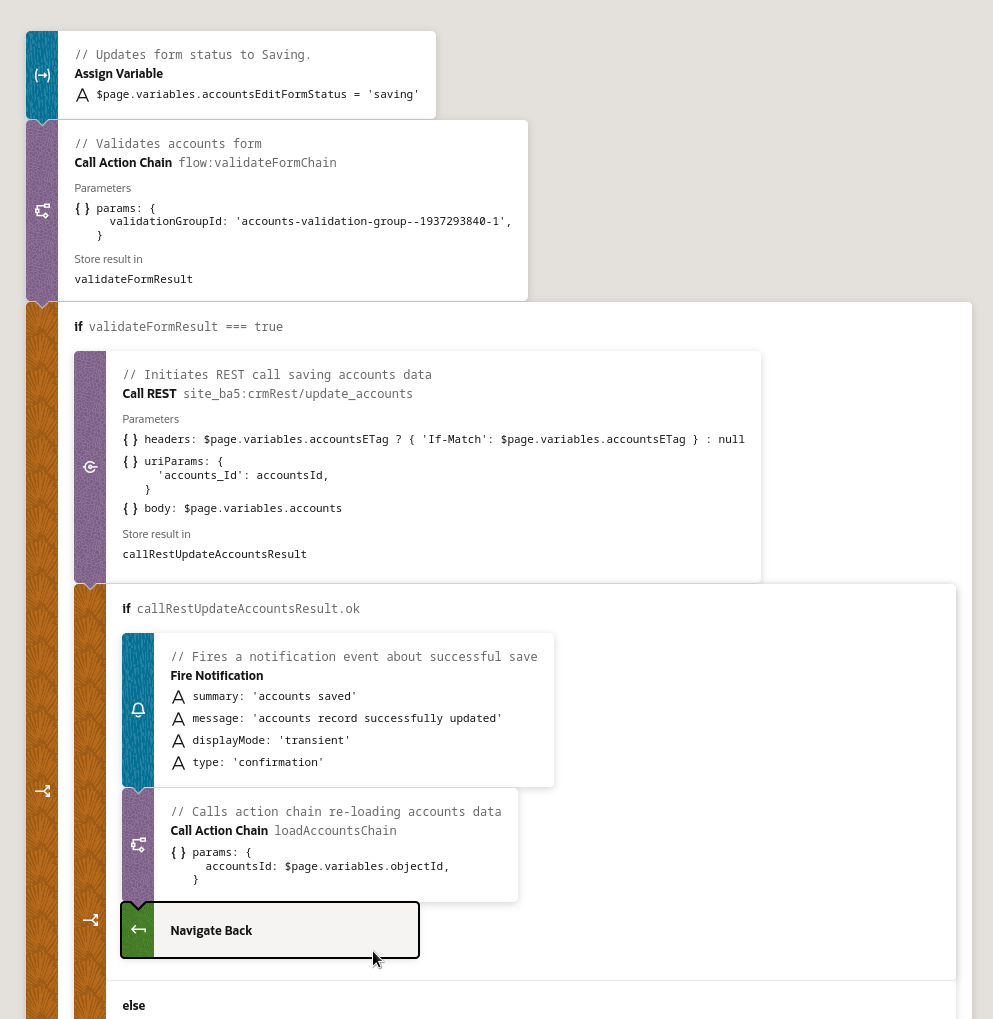 // Updates form status to Saving.
Assign Variable
A $page.variables.accountsEditFormStatus = 'saving'
// Validates accounts form
Call Action Chain flow:validateFormChain
Parameters
{ } params: {
validationGroupId: 'accounts-validation-group--1937293840-1',
}
Store result in
validateFormResult
if validateFormResult === true
// Initiates REST call saving accounts data
Call REST site_ba5:crmRest/update_accounts
Parameters
{ } headers: $page.variables.accountsETag ? { 'If-Match': $page.variables.accountsETag } : null
{ } uriParams: {
'accounts_Id': accountsId,
}
{ } body: $page.variables.accounts
Store result in
callRestUpdateAccountsResult
if callRestUpdateAccountsResult.ok
// Fires a notification event about successful save
Fire Notification
A summary: 'accounts saved'
A message: 'accounts record successfully updated'
A displayMode: 'transient'
A type: 'confirmation'
// Calls action chain re-loading accounts data
Call Action Chain loadAccountsChain
{ } params: {
accountsId: $page.variables.objectId,
}
Navigate Back
else